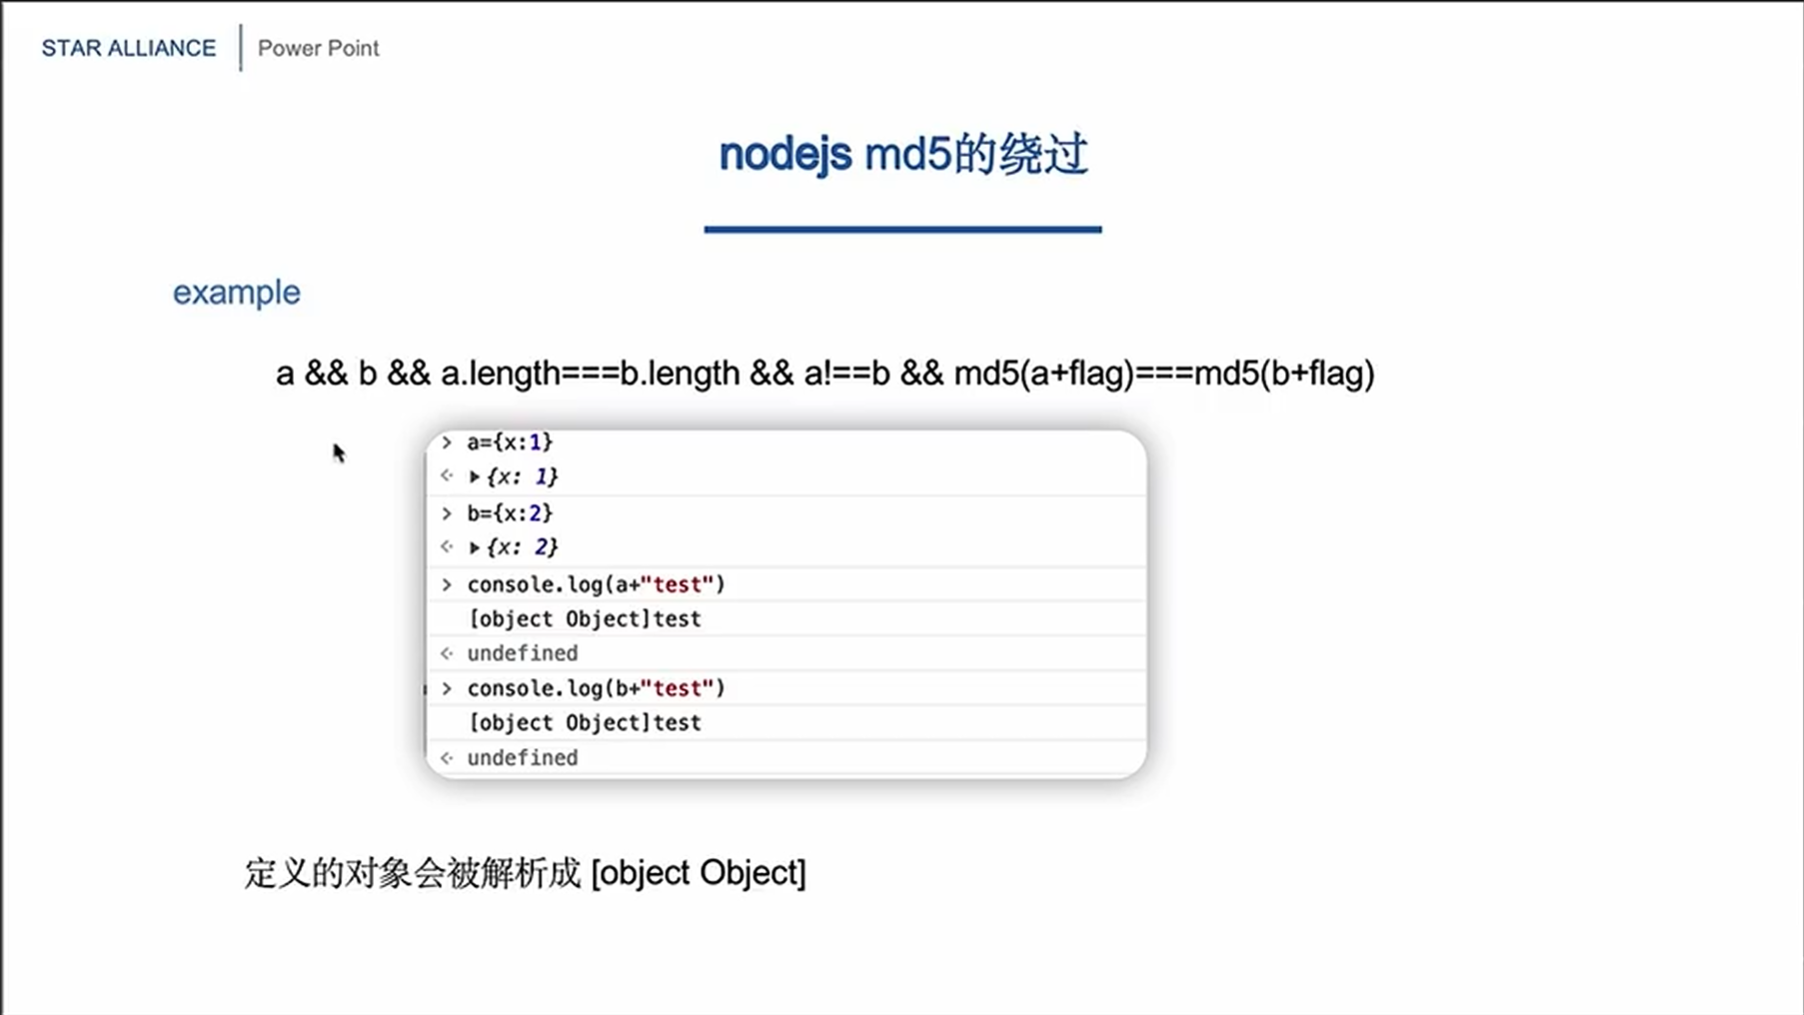 STAR ALLIANCE | Power Point
nodejs md5的绕过
example
a && b && a.length===b.length && a!==b && md5(a+flag)===md5(b+flag)
> a={x:1}
<· ▸{x: 1}
> b={x:2}
<· ▸{x: 2}
> console.log(a+"test")
[object Object]test
<· undefined
> console.log(b+"test")
[object Object]test
<· undefined
定义的对象会被解析成 [object Object]